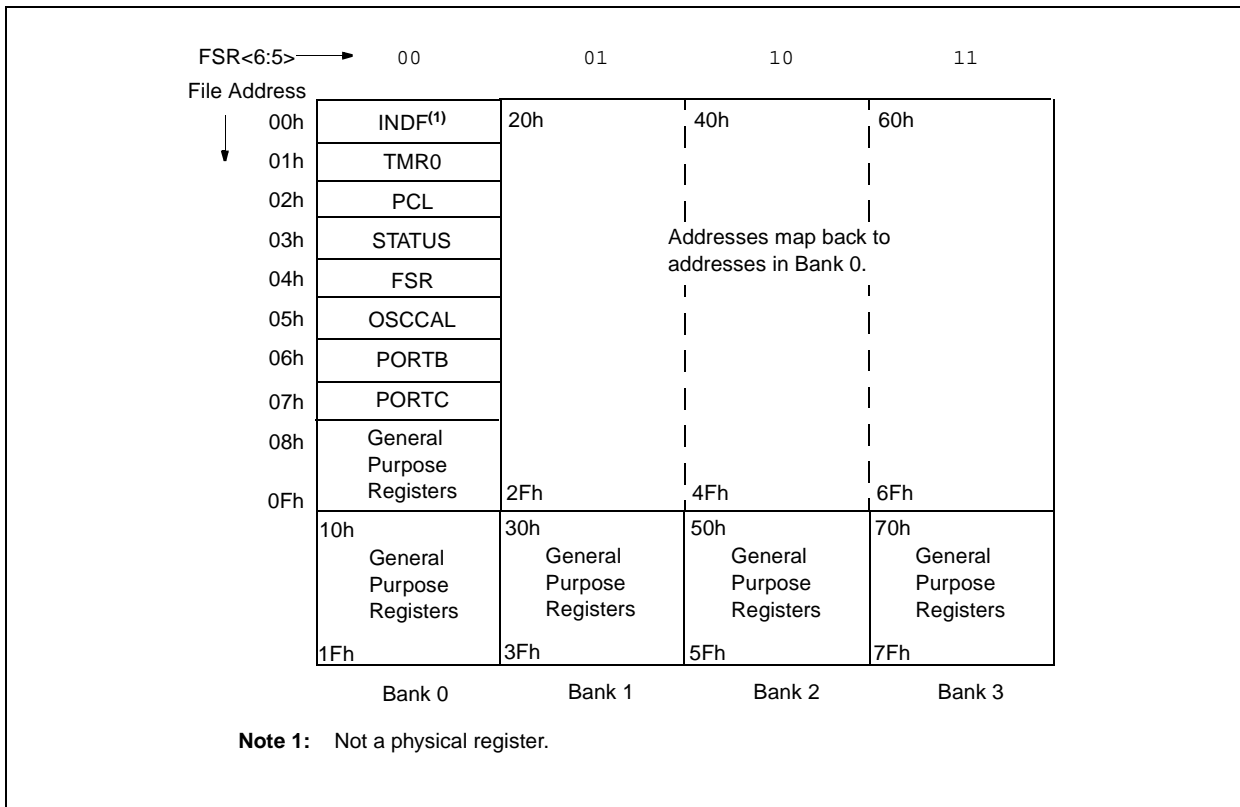 FSR<6:5> 00 01 10 11
File Address
00h INDF(1) 20h 40h 60h
01h TMR0
02h PCL
03h STATUS Addresses map back to
addresses in Bank 0.
04h FSR
05h OSCCAL
06h PORTB
07h PORTC
08h General
Purpose
Registers
0Fh 2Fh 4Fh 6Fh
10h 30h 50h 70h
General General General General
Purpose Purpose Purpose Purpose
Registers Registers Registers Registers
1Fh 3Fh 5Fh 7Fh
Bank 0 Bank 1 Bank 2 Bank 3
Note 1: Not a physical register.